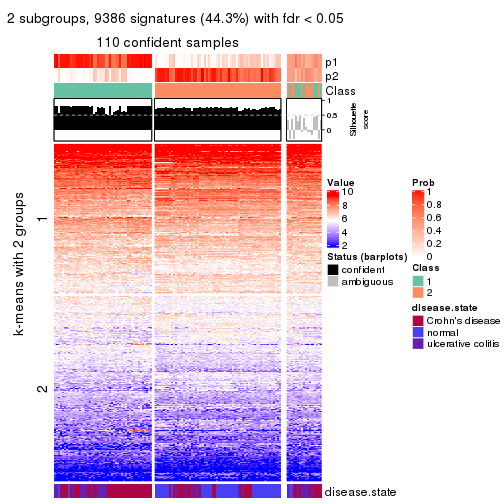 2 subgroups, 9386 signatures (44.3%) with fdr < 0.05
110 confident samples
p1
p2
Class
1
0.5
0
Silhouette
score
k-means with 2 groups
1
2
Value
10
8
6
4
2
Prob
1
0.8
0.6
0.4
0.2
0
Status (barplots)
confident
ambiguous
Class
1
2
disease.state
Crohn's disease
normal
ulcerative colitis
disease.state